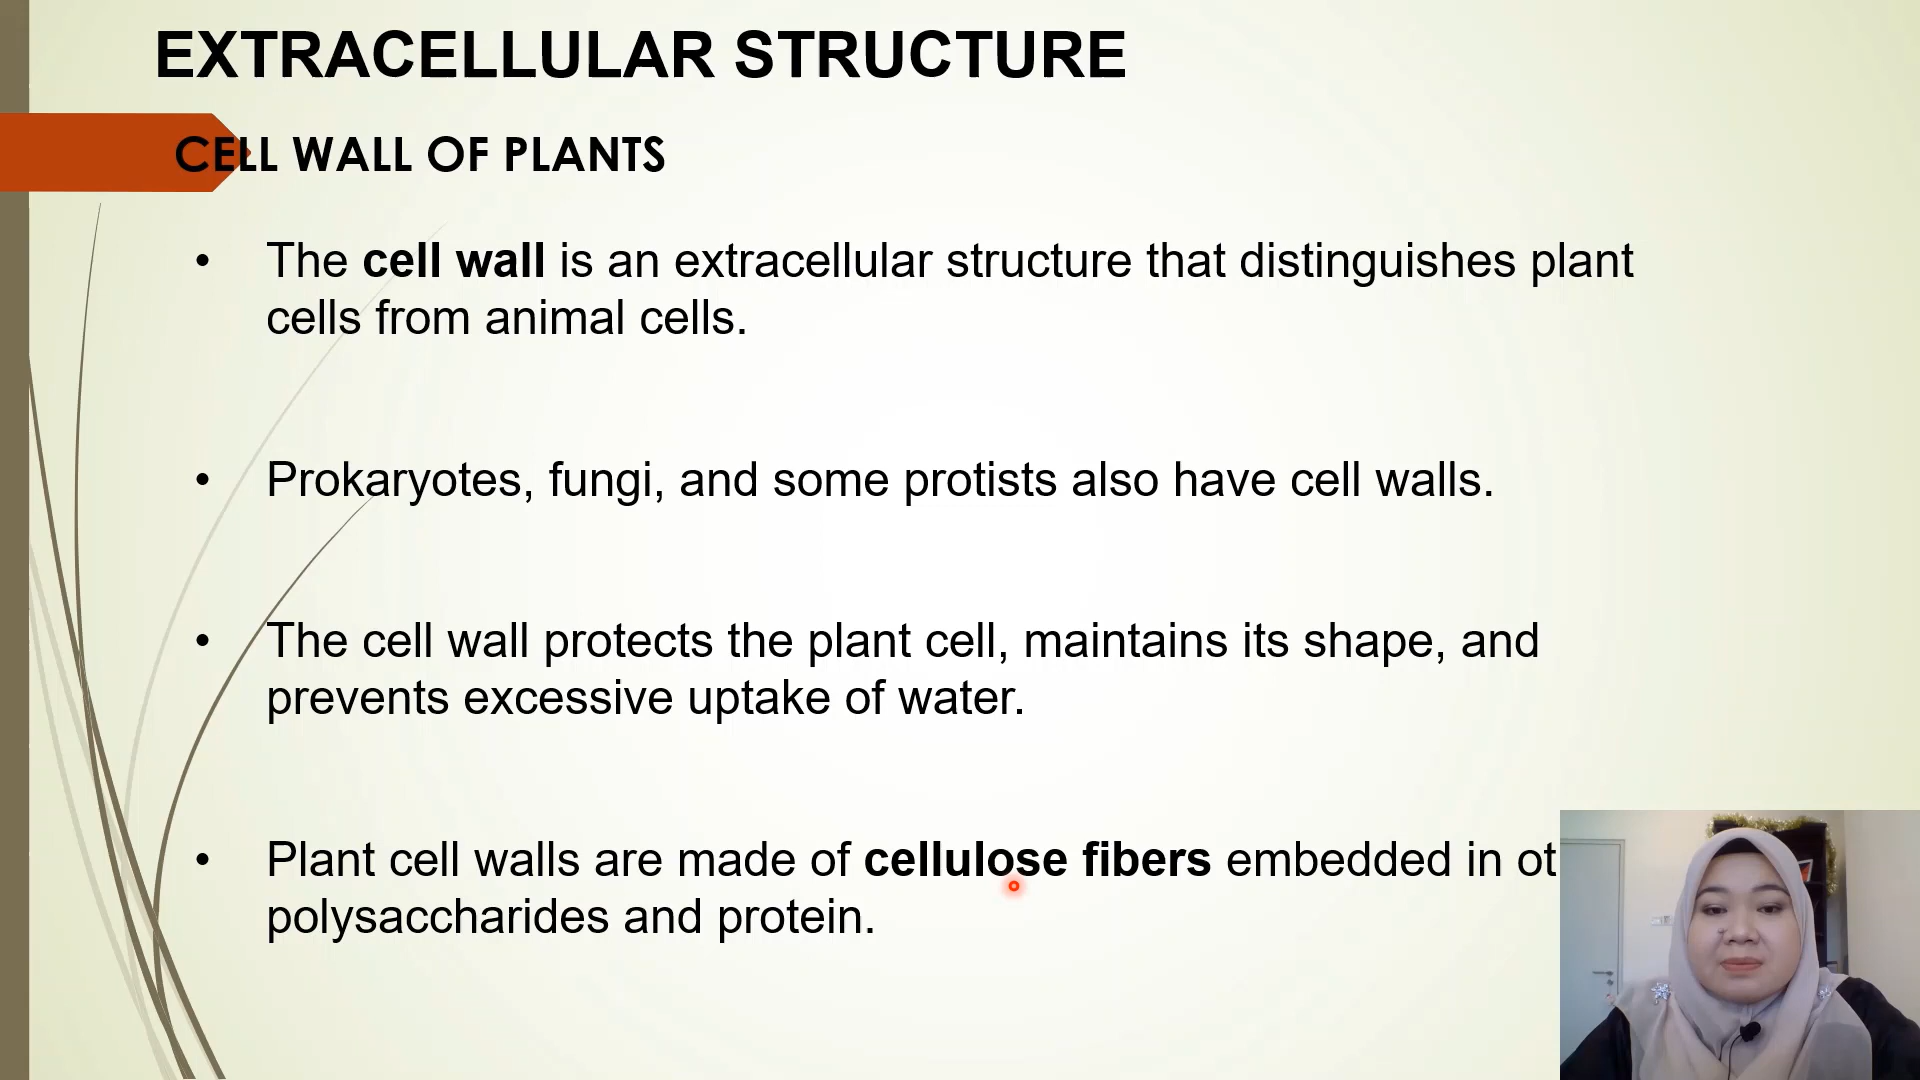 EXTRACELLULAR STRUCTURE
CELL WALL OF PLANTS
• The cell wall is an extracellular structure that distinguishes plant
cells from animal cells.
• Prokaryotes, fungi, and some protists also have cell walls.
• The cell wall protects the plant cell, maintains its shape, and
prevents excessive uptake of water.
• Plant cell walls are made of cellulose fibers embedded in ot
polysaccharides and protein.